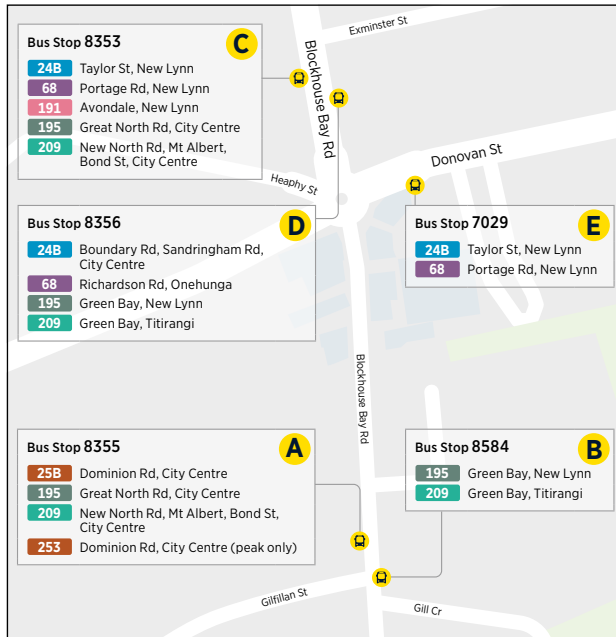 Exminster St
Bus Stop 8353
C
24B Taylor St, New Lynn
68 Portage Rd, New Lynn
191 Avondale, New Lynn
195 Great North Rd, City Centre
209 New North Rd, Mt Albert,
Bond St, City Centre
Blockhouse Bay Rd
Donovan St
Heaphy St
Bus Stop 8356
D
24B Boundary Rd, Sandringham Rd,
City Centre
68 Richardson Rd, Onehunga
195 Green Bay, New Lynn
209 Green Bay, Titirangi
Bus Stop 7029
E
24B Taylor St, New Lynn
68 Portage Rd, New Lynn
Blockhouse Bay Rd
Bus Stop 8355
A
25B Dominion Rd, City Centre
195 Great North Rd, City Centre
209 New North Rd, Mt Albert, Bond St,
City Centre
253 Dominion Rd, City Centre (peak only)
Bus Stop 8584
B
195 Green Bay, New Lynn
209 Green Bay, Titirangi
Gilfillan St
Gill Cr